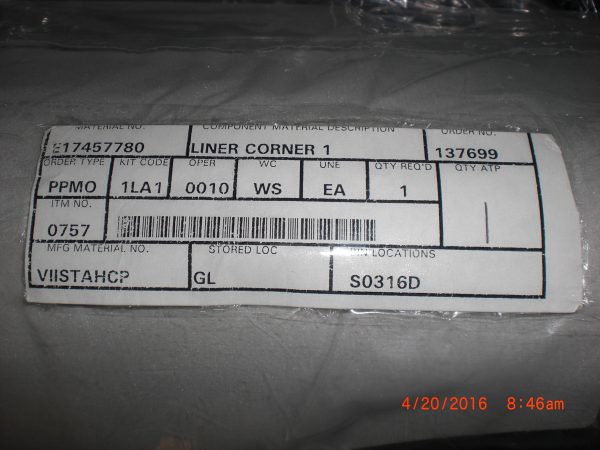 MATERIAL NO. COMPONENT MATERIAL DESCRIPTION ORDER NO.
E17457780 LINER CORNER 1 137699
ORDER TYPE KIT CODE OPER WC UNE QTY REQ'D QTY ATP
PPMO 1LA1 0010 WS EA 1
ITM NO.
0757
MFG MATERIAL NO. STORED LOC BIN LOCATIONS
VIISTAHCP GL S0316D
4/20/2016 8:46am